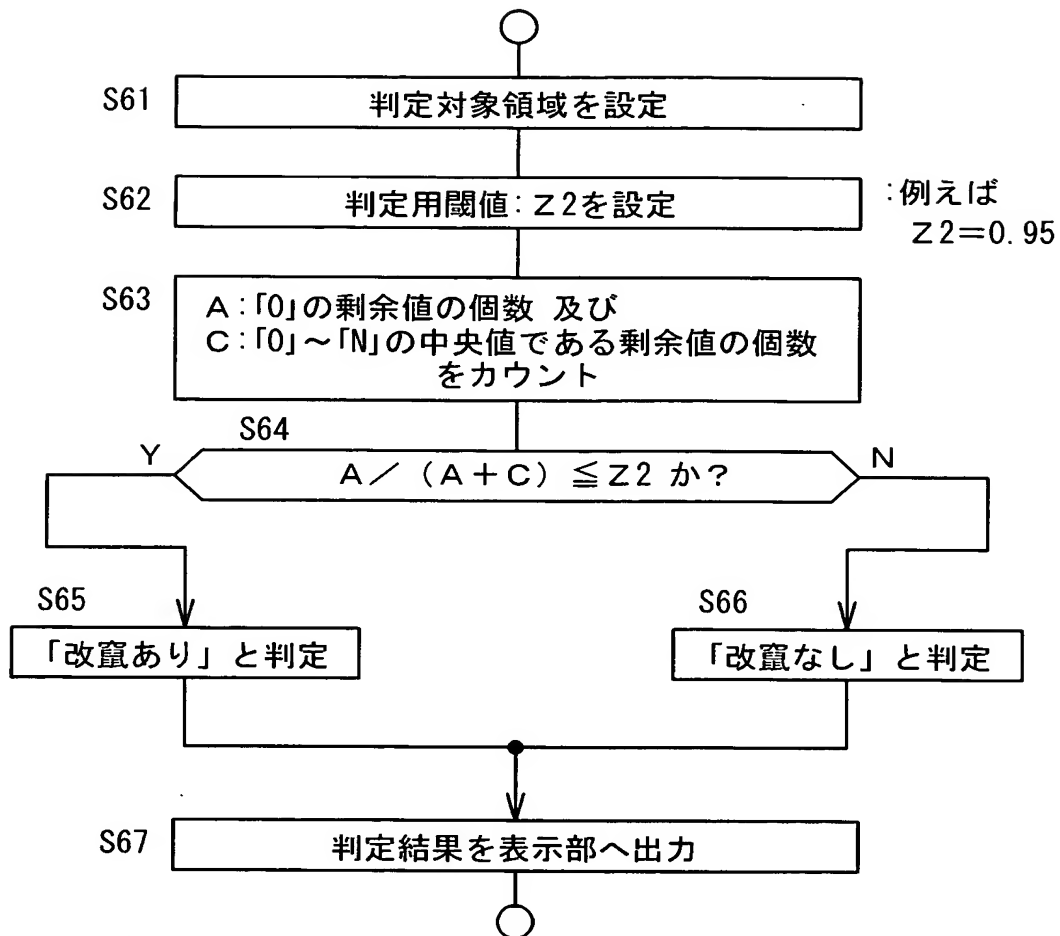 S61
判定対象領域を設定
S62
判定用閾値:Z2を設定
:例えば
Z2=0.95
S63
A:「0」の剰余値の個数 及び
C:「0」~「N」の中央値である剰余値の個数
をカウント
S64
Y
A/(A+C)≦Z2 か?
N
S65
「改竄あり」と判定
S66
「改竄なし」と判定
S67
判定結果を表示部へ出力